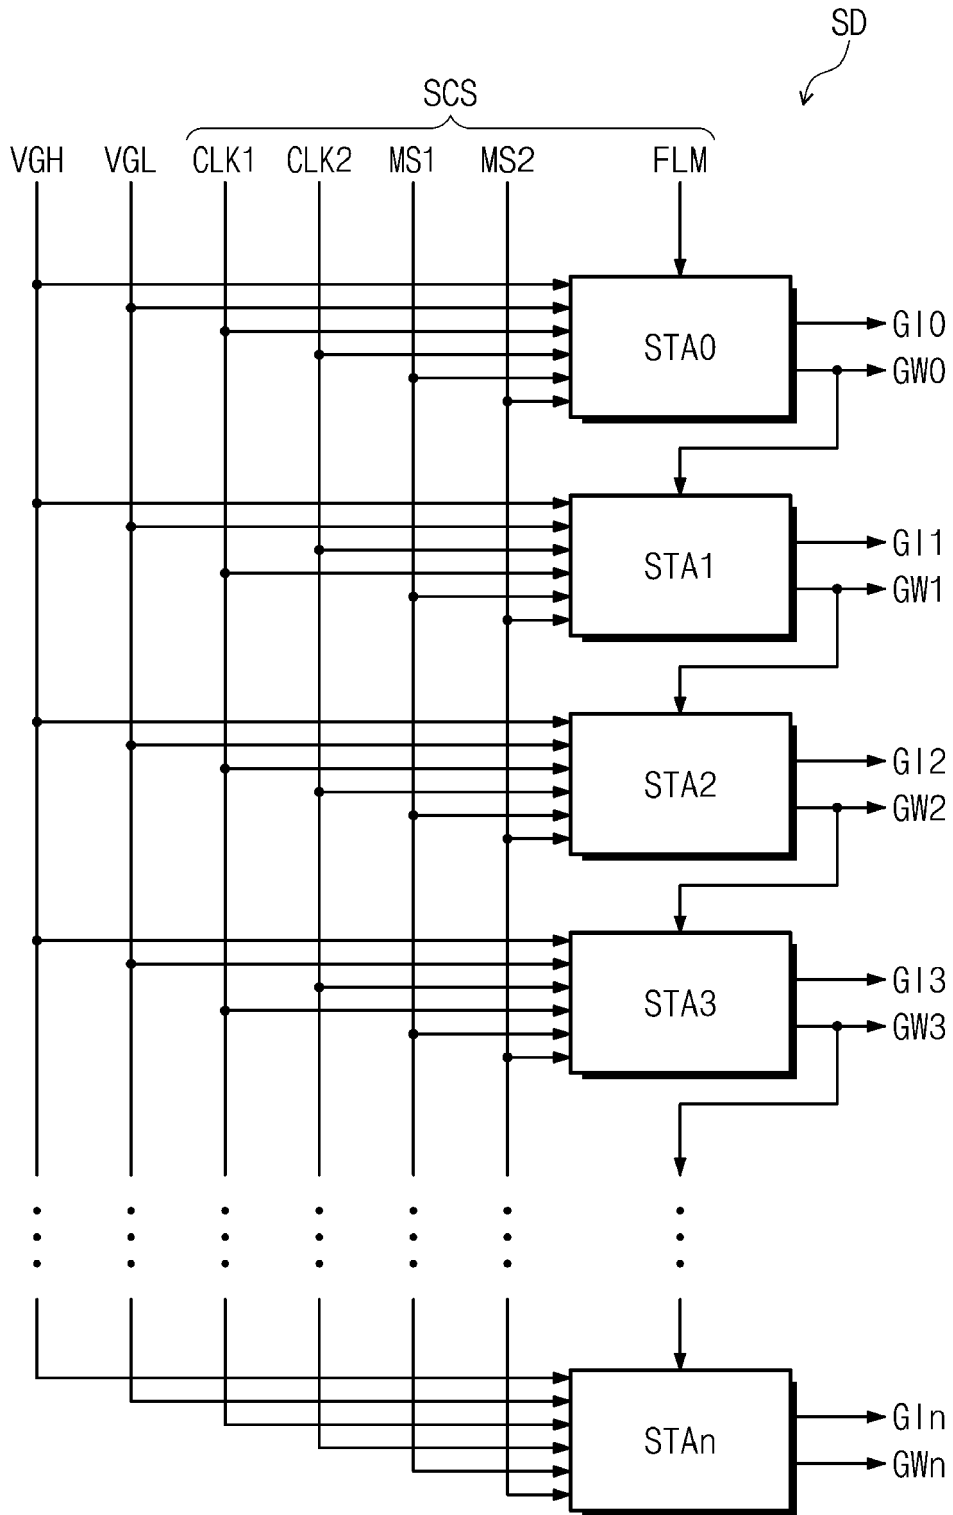 SD
SCS
VGH VGL CLK1 CLK2 MS1 MS2 FLM
STA0
GI0
GW0
STA1
GI1
GW1
STA2
GI2
GW2
STA3
GI3
GW3
STAn
GIn
GWn